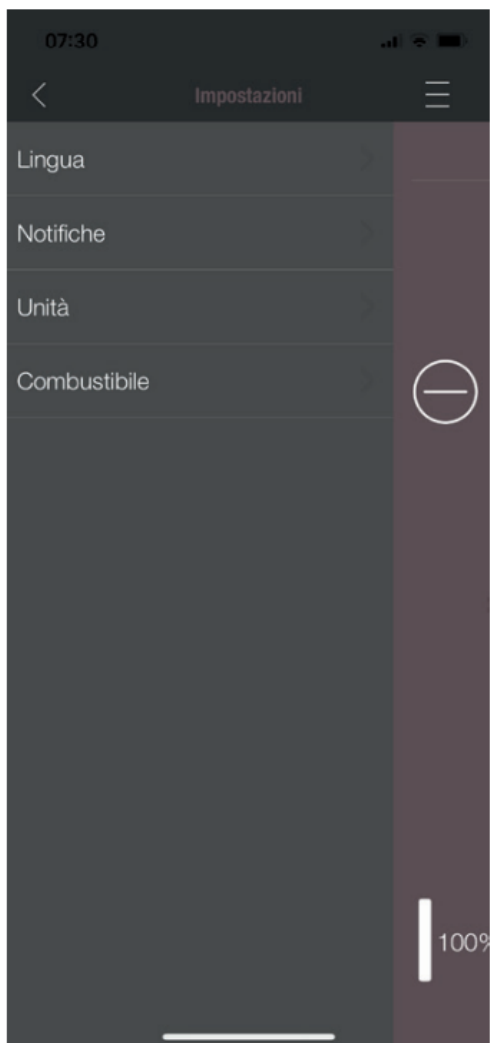 07:30
Impostazioni
Lingua
Notifiche
Unità
Combustibile
100%